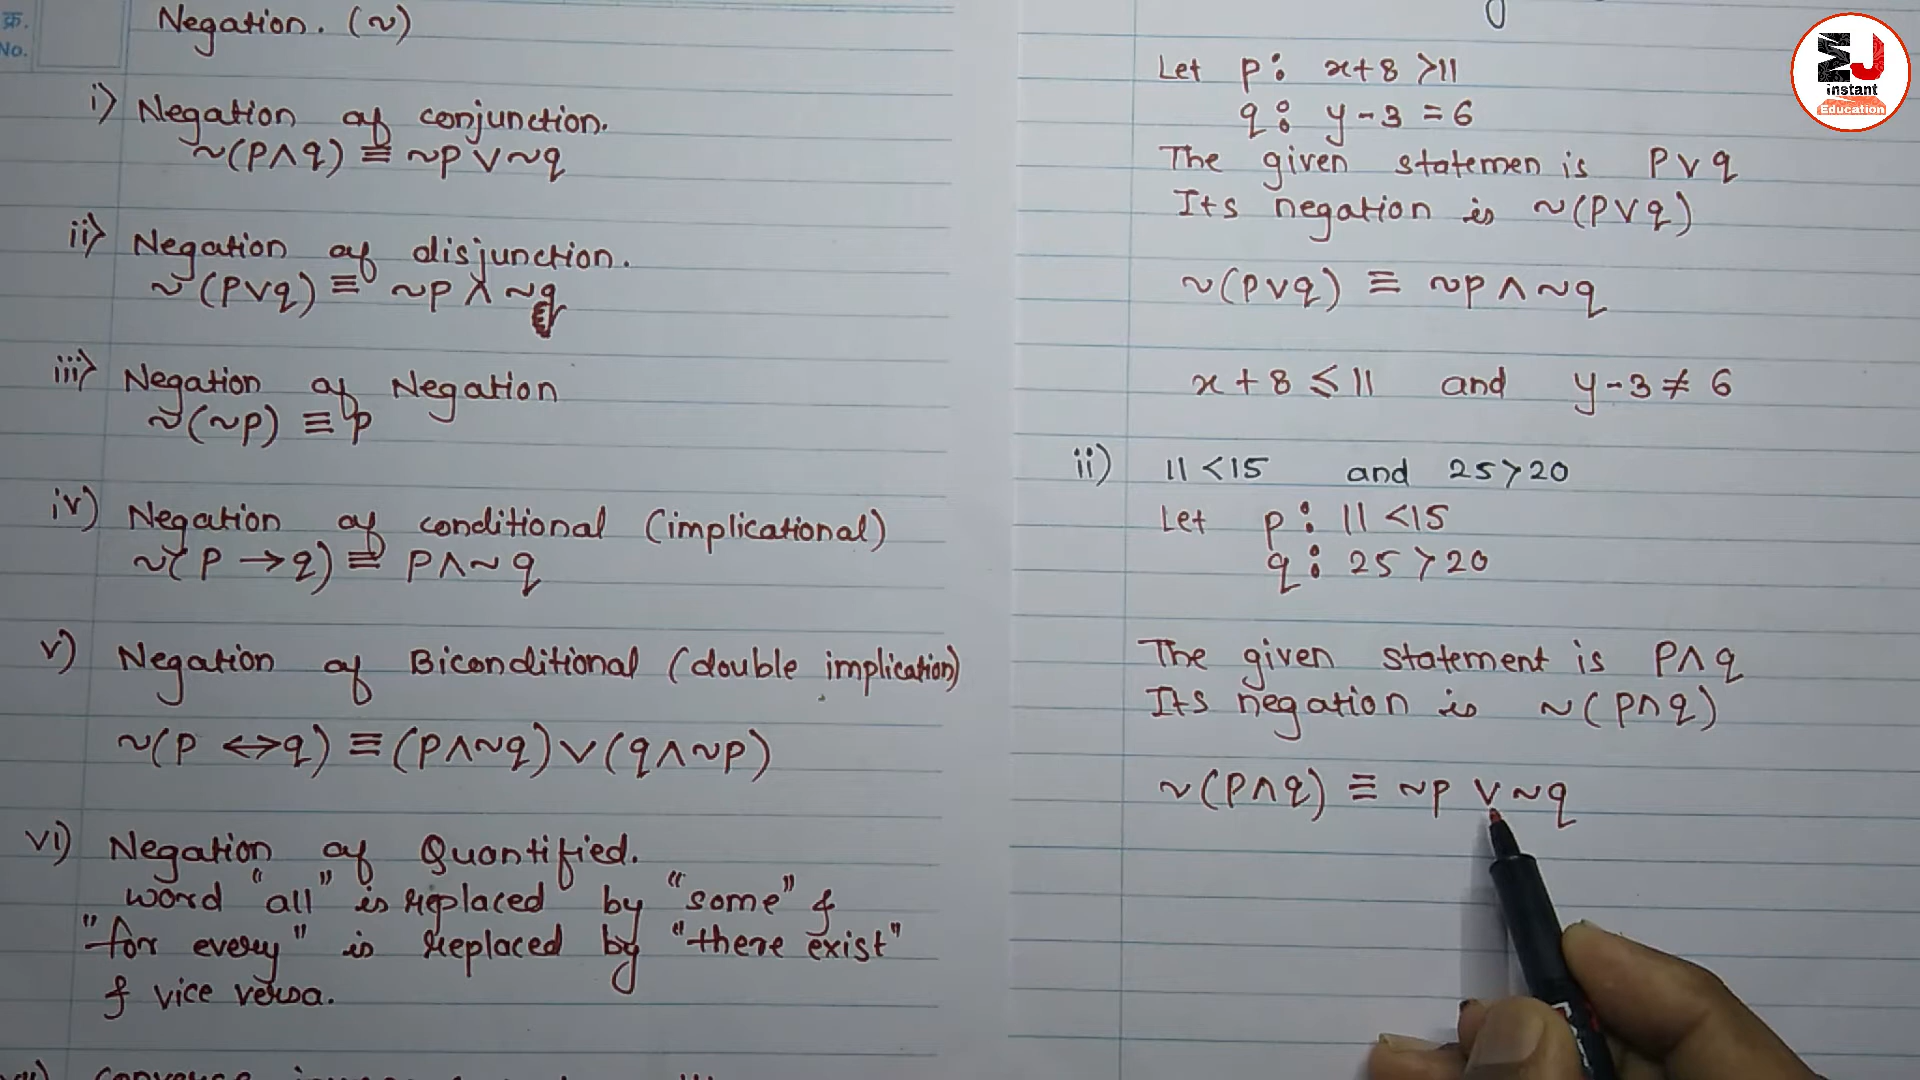 क्र.
No.
Negation. (~)
i) Negation of conjunction.
~(p∧q) ≡ ~p ∨ ~q
ii) Negation of disjunction.
~(p∨q) ≡ ~p ∧ ~q
iii) Negation of Negation
~(~p) ≡ p
iv) Negation of conditional (implicational)
~(p → q) ≡ p∧~q
v) Negation of Biconditional (double implication)
~(p ↔ q) ≡ (p∧~q) ∨ (q∧~p)
vi) Negation of Quantified.
word "all" is replaced by "some" &
"for every" is replaced by "there exist"
& vice versa.
Let p: x+8 >11
q: y-3 = 6
The given statemen is p∨q
Its negation is ~(p∨q)
~(p∨q) ≡ ~p ∧ ~q
x+8 ≤ 11 and y-3 ≠ 6
ii) 11 <15 and 25>20
Let p: 11 <15
q: 25 >20
The given statement is p∧q
Its negation is ~(p∧q)
~(p∧q) ≡ ~p ∨ ~q
MJ
instant
Education